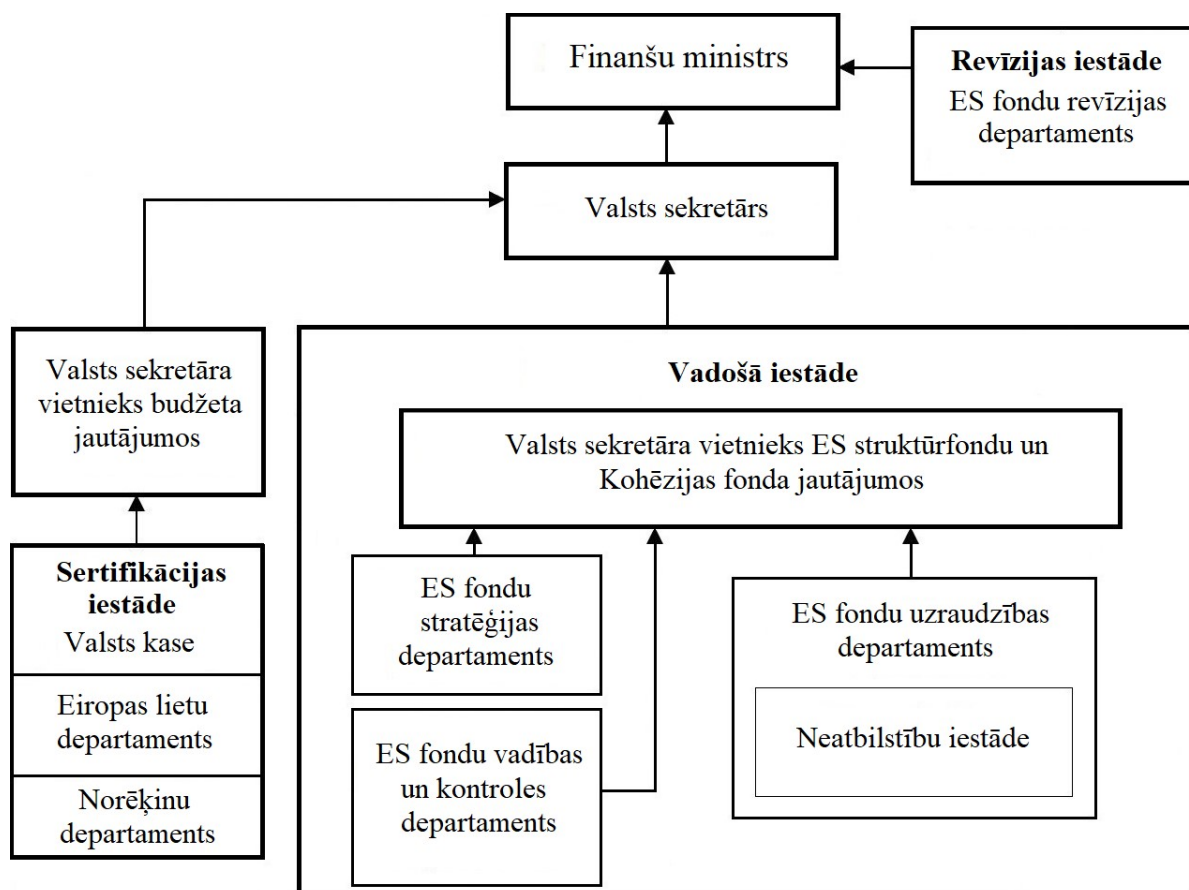 Finanšu ministrs
Revīzijas iestāde
ES fondu revīzijas
departaments
Valsts sekretārs
Valsts sekretāra
vietnieks budžeta
jautājumos
Vadošā iestāde
Valsts sekretāra vietnieks ES struktūrfondu un
Kohēzijas fonda jautājumos
Sertifikācijas
iestāde
Valsts kase
Eiropas lietu
departaments
Norēķinu
departaments
ES fondu
stratēģijas
departaments
ES fondu vadības
un kontroles
departaments
ES fondu uzraudzības
departaments
Neatbilstību iestāde